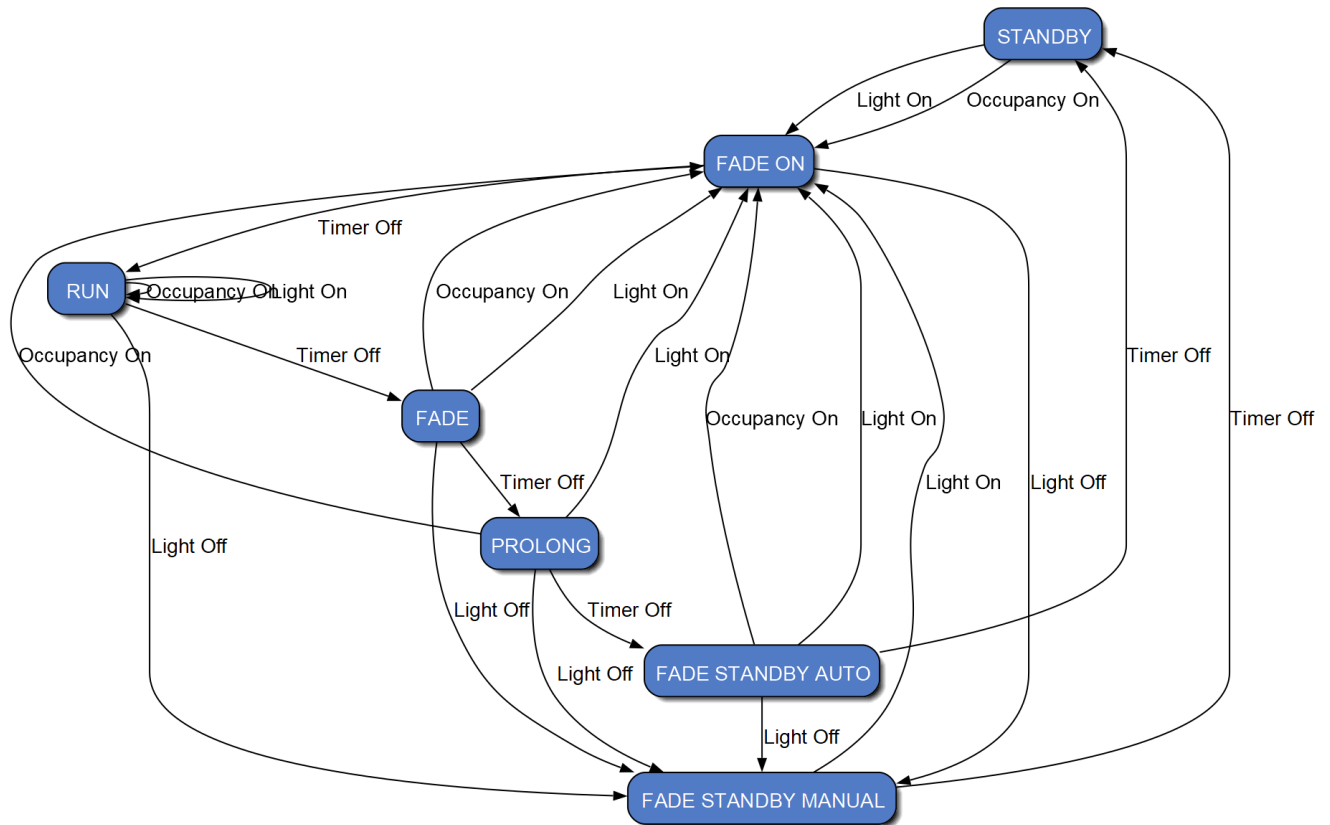 STANDBY
Light On
Occupancy On
FADE ON
Timer Off
RUN
Occupancy On
Light On
Occupancy On
Light On
Occupancy On
Timer Off
Light On
Timer Off
FADE
Occupancy On
Light On
Timer Off
Timer Off
Light On
Light Off
PROLONG
Light Off
Light Off
Timer Off
Light Off
FADE STANDBY AUTO
Light Off
FADE STANDBY MANUAL